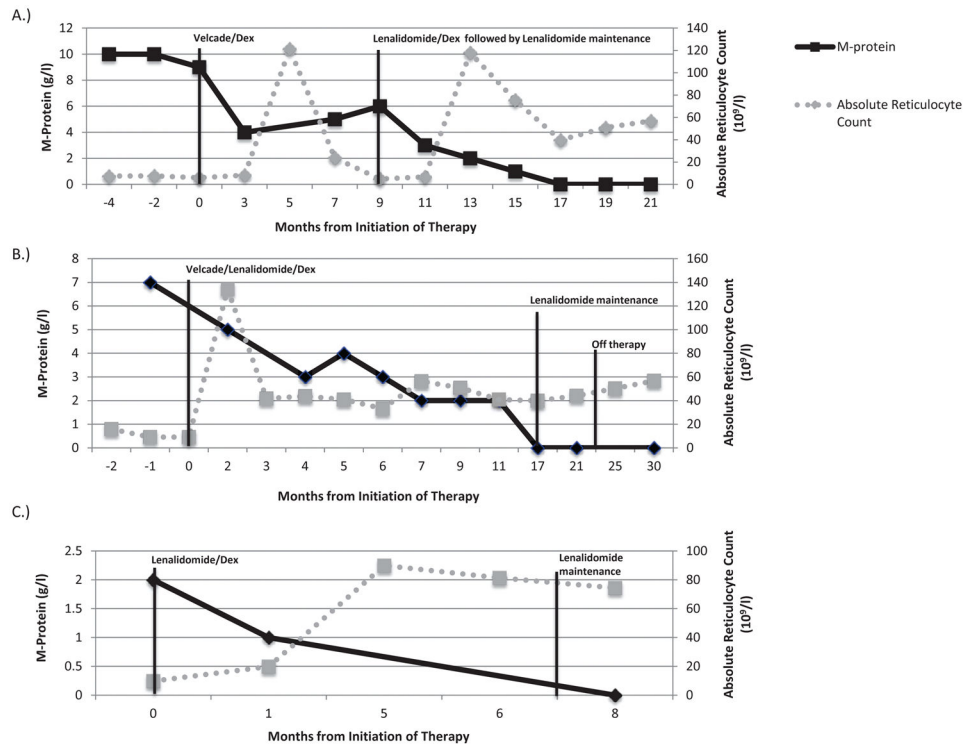 A.)
Velcade/Dex
Lenalidomide/Dex followed by Lenalidomide maintenance
12
10
8
6
4
2
0
M-Protein (g/l)
140
120
100
80
60
40
20
0
Absolute Reticulocyte Count
(10⁹/l)
-4 -2 0 3 5 7 9 11 13 15 17 19 21
Months from Initiation of Therapy
M-protein
Absolute Reticulocyte
Count
B.)
Velcade/Lenalidomide/Dex
Lenalidomide maintenance
Off therapy
8
7
6
5
4
3
2
1
0
M-Protein (g/l)
160
140
120
100
80
60
40
20
0
Absolute Reticulocyte Count
(10⁹/l)
-2 -1 0 2 3 4 5 6 7 9 11 17 21 25 30
Months from Initiation of Therapy
C.)
Lenalidomide/Dex
Lenalidomide
maintenance
2.5
2
1.5
1
0.5
0
M-Protein (g/l)
100
80
60
40
20
0
Absolute Reticulocyte Count
(10⁹/l)
0 1 5 6 8
Months from Initiation of Therapy